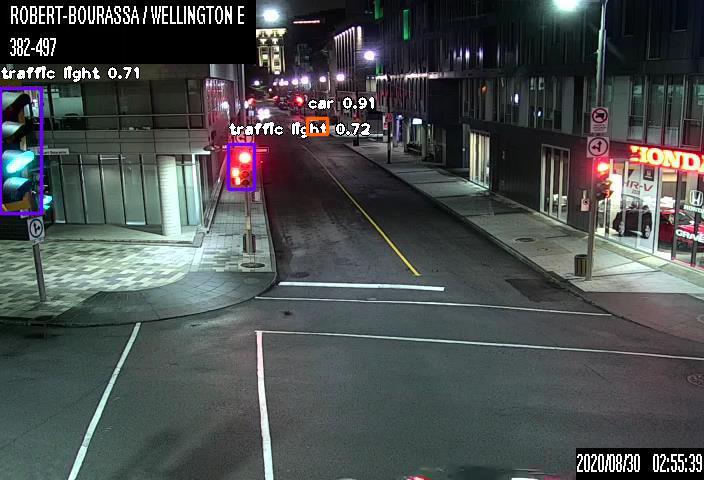 ROBERT-BOURASSA / WELLINGTON E
382-497
traffic light 0.71
car 0.91
traffic light 0.72
HONDA
HR-V
2020/08/30 02:55:39